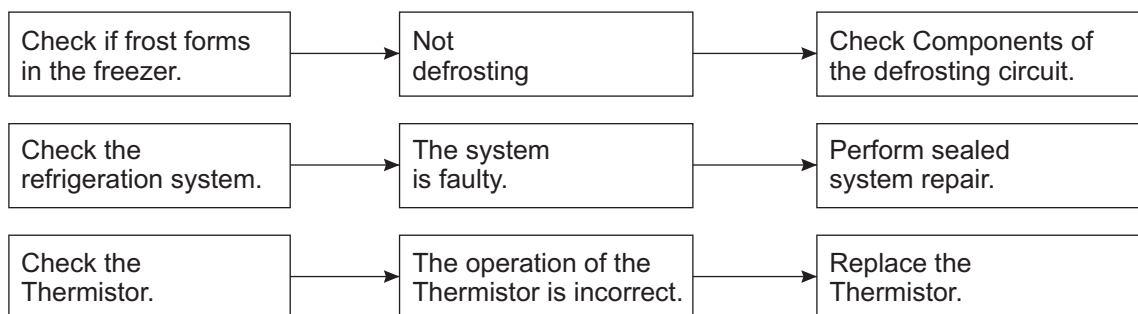 Check if frost forms
in the freezer.
Not
defrosting
Check Components of
the defrosting circuit.
Check the
refrigeration system.
The system
is faulty.
Perform sealed
system repair.
Check the
Thermistor.
The operation of the
Thermistor is incorrect.
Replace the
Thermistor.